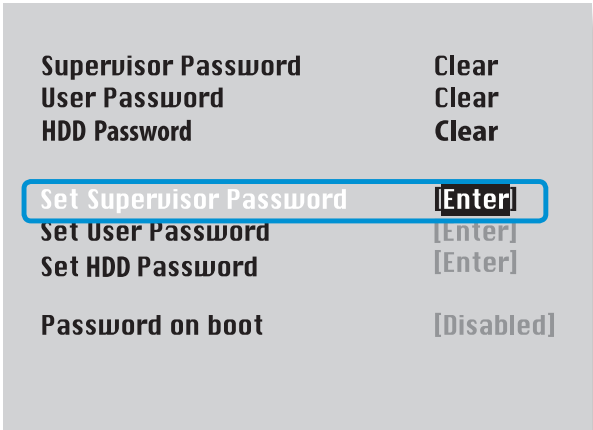 Supervisor Password Clear
User Password Clear
HDD Password Clear
Set Supervisor Password [Enter]
Set User Password [Enter]
Set HDD Password [Enter]
Password on boot [Disabled]